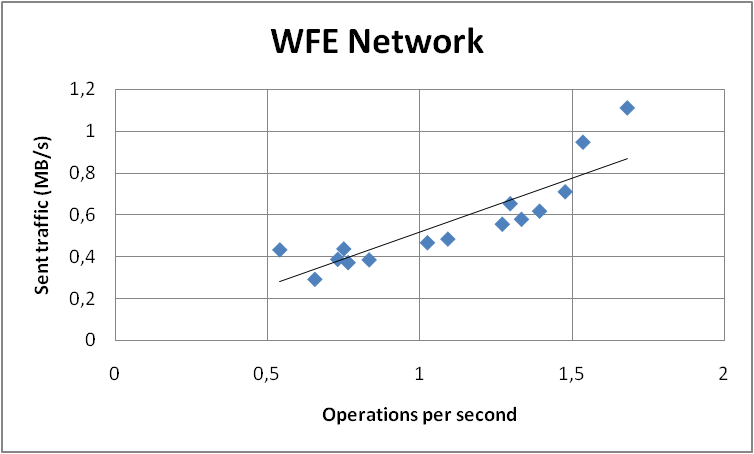 WFE Network
1,2
1
0,8
0,6
0,4
0,2
0
Sent traffic (MB/s)
0 0,5 1 1,5 2
Operations per second